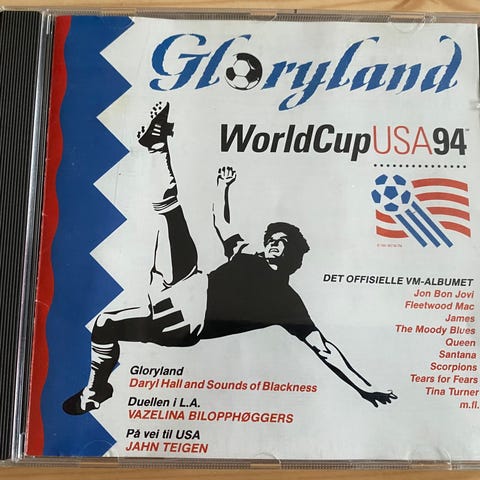 Gloryland
WorldCupUSA94
DET OFFISIELLE VM-ALBUMET
Jon Bon Jovi
Fleetwood Mac
James
The Moody Blues
Queen
Santana
Scorpions
Tears for Fears
Tina Turner
m.fl.
Gloryland
Daryl Hall and Sounds of Blackness
Duellen i L.A.
VAZELINA BILOPPHØGGERS
På vei til USA
JAHN TEIGEN